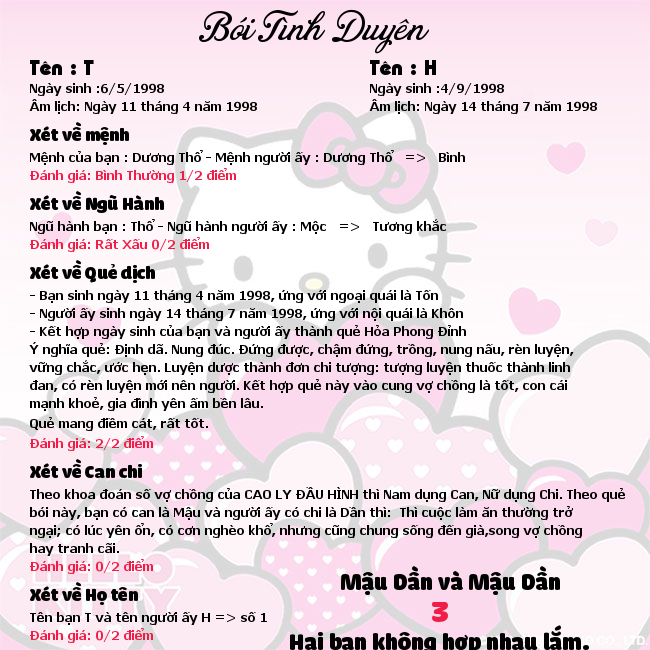 Bói Tình Duyên
Tên : T
Tên : H
Ngày sinh :6/5/1998
Ngày sinh :4/9/1998
Âm lịch: Ngày 11 tháng 4 năm 1998
Âm lịch: Ngày 14 tháng 7 năm 1998
Xét về mệnh
Mệnh của bạn : Dương Thổ - Mệnh người ấy : Dương Thổ => Bình
Đánh giá: Bình Thường 1/2 điểm
Xét về Ngũ Hành
Ngũ hành bạn : Thổ - Ngũ hành người ấy : Mộc => Tương khắc
Đánh giá: Rất Xấu 0/2 điểm
Xét về Quẻ dịch
- Bạn sinh ngày 11 tháng 4 năm 1998, ứng với ngoại quái là Tốn
- Người ấy sinh ngày 14 tháng 7 năm 1998, ứng với nội quái là Khôn
- Kết hợp ngày sinh của bạn và người ấy thành quẻ Hỏa Phong Đỉnh
Ý nghĩa quẻ: Định dã. Nung đúc. Đứng được, chậm đứng, trồng, nung nấu, rèn luyện,
vững chắc, ước hẹn. Luyện dược thành đơn chi tượng: tượng luyện thuốc thành linh
đan, có rèn luyện mới nên người. Kết hợp quẻ này vào cung vợ chồng là tốt, con cái
mạnh khoẻ, gia đình yên ấm bền lâu.
Quẻ mang điềm cát, rất tốt.
Đánh giá: 2/2 điểm
Xét về Can chi
Theo khoa đoán số vợ chồng của CAO LY ĐẦU HÌNH thì Nam dụng Can, Nữ dụng Chi. Theo quẻ
bói này, bạn có can là Mậu và người ấy có chi là Dần thì: Thì cuộc làm ăn thường trở
ngại; có lúc yên ổn, có cơn nghèo khổ, nhưng cũng chung sống đến già,song vợ chồng
hay tranh cãi.
Đánh giá: 0/2 điểm
Xét về Họ tên
Tên bạn T và tên người ấy H => số 1
Đánh giá: 0/2 điểm
Mậu Dần và Mậu Dần
3
Hai bạn không hợp nhau lắm.
HELLO
KITTY
CO., LTD